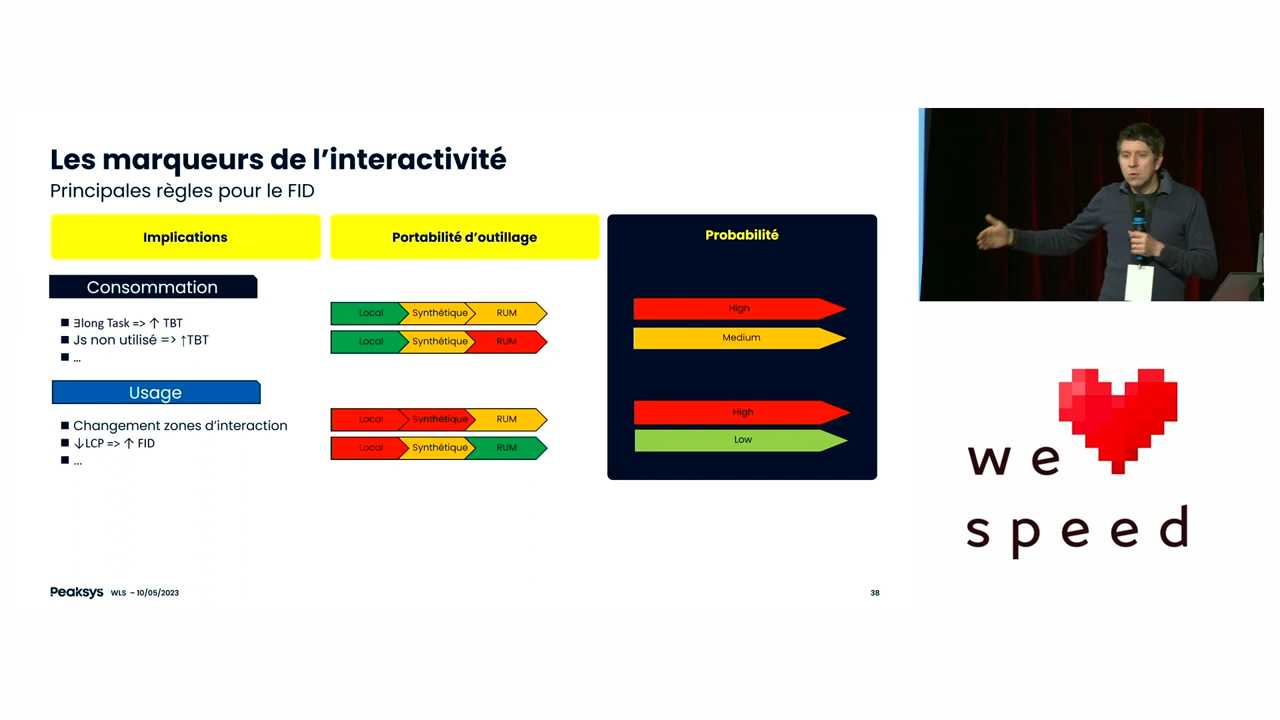 Les marqueurs de l'interactivité
Principales règles pour le FID
Implications
Portabilité d'outillage
Probabilité
Consommation
∃long Task => ↑ TBT
Local Synthétique RUM
High
Js non utilisé => ↑TBT
Local Synthétique RUM
Medium
...
Usage
Changement zones d'interaction
Local Synthétique RUM
High
↓LCP => ↑ FID
Local Synthétique RUM
Low
...
Peaksys WLS – 10/05/2023
38
we
speed